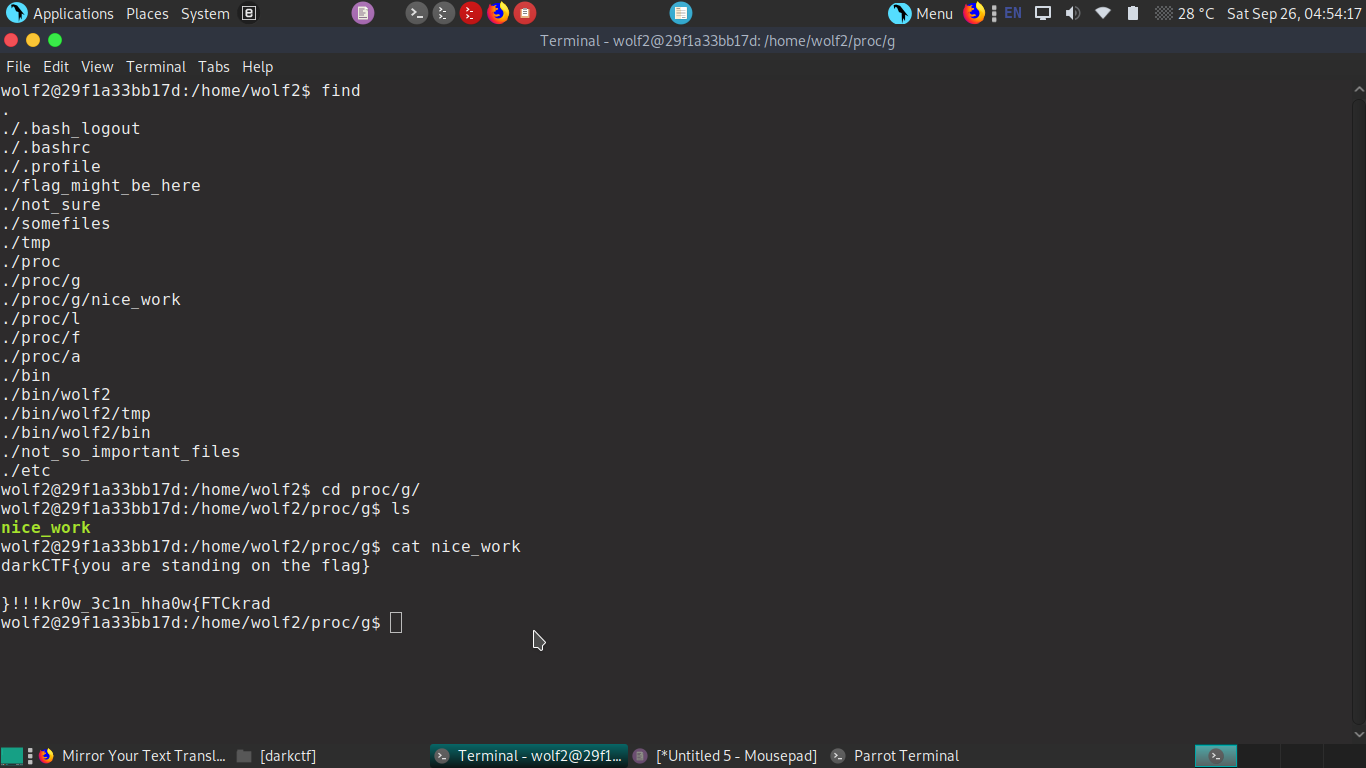 Applications Places System
Menu EN 28 °C Sat Sep 26, 04:54:17
Terminal - wolf2@29f1a33bb17d: /home/wolf2/proc/g
File Edit View Terminal Tabs Help
wolf2@29f1a33bb17d:/home/wolf2$ find
.
./.bash_logout
./.bashrc
./.profile
./flag_might_be_here
./not_sure
./somefiles
./tmp
./proc
./proc/g
./proc/g/nice_work
./proc/l
./proc/f
./proc/a
./bin
./bin/wolf2
./bin/wolf2/tmp
./bin/wolf2/bin
./not_so_important_files
./etc
wolf2@29f1a33bb17d:/home/wolf2$ cd proc/g/
wolf2@29f1a33bb17d:/home/wolf2/proc/g$ ls
nice_work
wolf2@29f1a33bb17d:/home/wolf2/proc/g$ cat nice_work
darkCTF{you are standing on the flag}
}!!!kr0w_3c1n_hha0w{FTCkrad
wolf2@29f1a33bb17d:/home/wolf2/proc/g$
Mirror Your Text Transl... [darkctf] Terminal - wolf2@29f1... [*Untitled 5 - Mousepad] Parrot Terminal